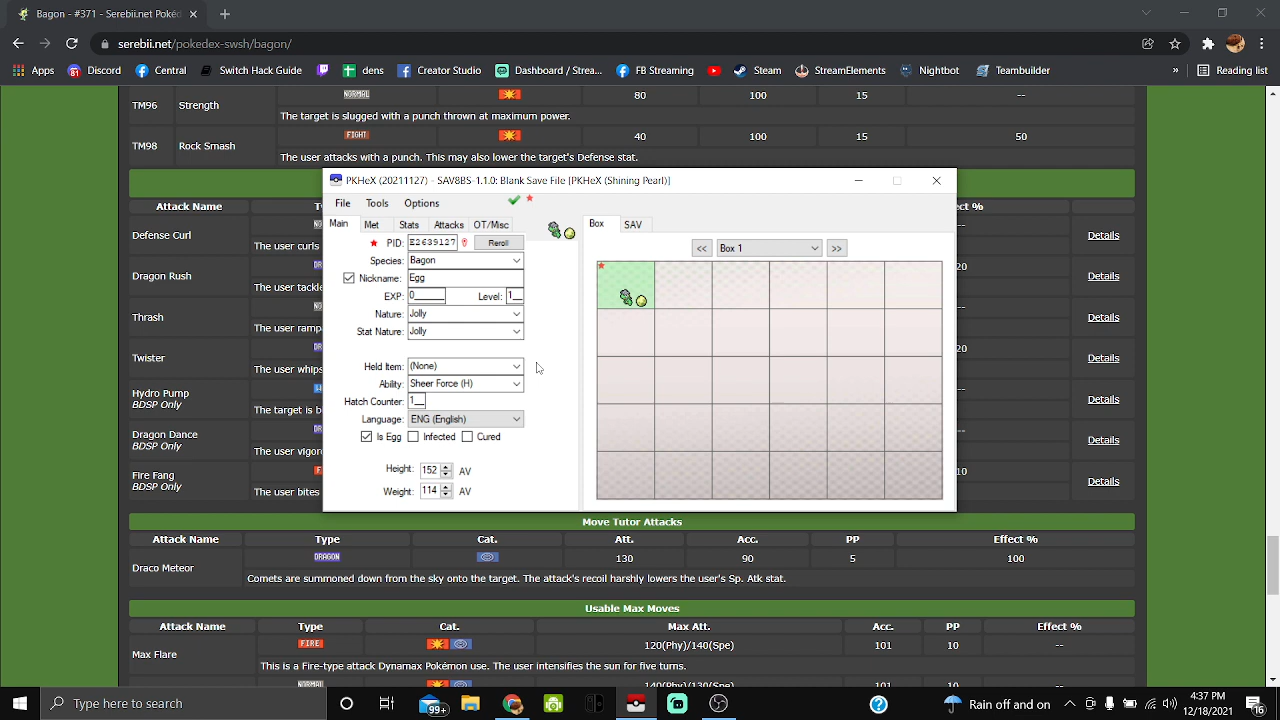 Bagon - #371 - Serebii.net Pokéd
serebii.net/pokedex-swsh/bagon/
Apps Discord Central Switch Hack Guide dens Creator Studio Dashboard / Strea... FB Streaming Steam StreamElements Nightbot Teambuilder » Reading list
TM96 Strength NORMAL 80 100 15 --
The target is slugged with a punch thrown at maximum power.
TM98 Rock Smash FIGHT 40 100 15 50
The user attacks with a punch. This may also lower the target's Defense stat.
PKHeX (20211127) - SAV8BS-1.1.0: Blank Save File [PKHeX (Shining Pearl)]
File Tools Options
Main Met Stats Attacks OT/Misc
Box SAV
PID: E2639127 Reroll
<< Box 1 >>
Species: Bagon
Nickname: Egg
EXP: 0 Level: 1
Nature: Jolly
Stat Nature: Jolly
Held Item: (None)
Ability: Sheer Force (H)
Hatch Counter: 1
Language: ENG (English)
Is Egg Infected Cured
Height: 152 AV
Weight: 114 AV
Attack Name
Defense Curl
The user curls
Dragon Rush
The user tackle
Thrash
The user ramp
Twister
The user whips
Hydro Pump
BDSP Only
The target is b
Dragon Dance
BDSP Only
The user vigor
Fire Fang
BDSP Only
The user bites
Effect %
Details
Details
Details
Details
Details
Details
Details
Move Tutor Attacks
Attack Name Type Cat. Att. Acc. PP Effect %
Draco Meteor DRAGON 130 90 5 100
Comets are summoned down from the sky onto the target. The attack's recoil harshly lowers the user's Sp. Atk stat.
Usable Max Moves
Attack Name Type Cat. Max Att. Acc. PP Effect %
Max Flare FIRE 120(Phy)/140(Spe) 101 10 --
This is a Fire-type attack Dynamax Pokémon use. The user intensifies the sun for five turns.
Type here to search
99+
Rain off and on
4:37 PM
12/18/2021
16